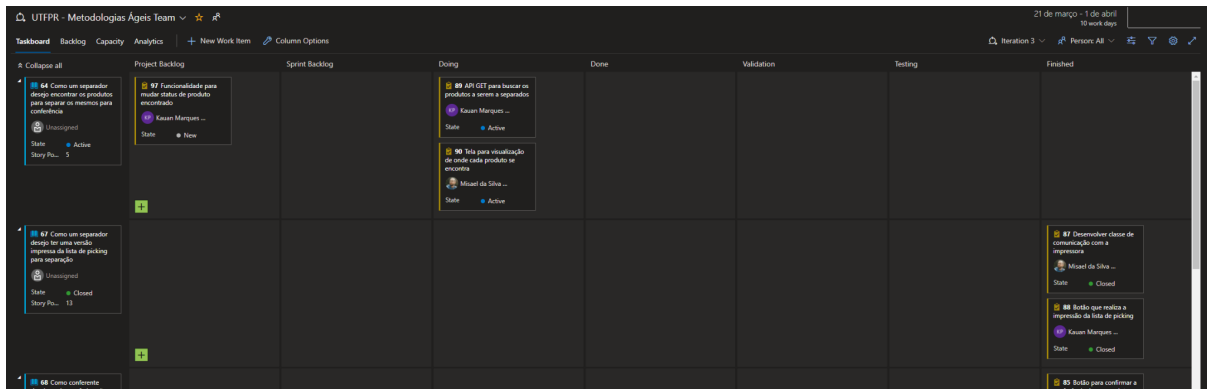 UTFPR - Metodologias Ágeis Team
21 de março - 1 de abril
10 work days
Taskboard Backlog Capacity Analytics + New Work Item Column Options
Iteration 3 Person: All
Collapse all
Project Backlog
Sprint Backlog
Doing
Done
Validation
Testing
Finished
64 Como um separador
desejo encontrar os produtos
para separar os mesmos para
conferência
Unassigned
State Active
Story Po... 5
97 Funcionalidade para
mudar status de produto
encontrado
KP Kauan Marques ...
State New
89 API GET para buscar os
produtos a serem a separados
KP Kauan Marques ...
State Active
90 Tela para visualização
de onde cada produto se
encontra
Misael da Silva ...
State Active
67 Como um separador
desejo ter uma versão
impressa da lista de picking
para separação
Unassigned
State Closed
Story Po... 13
87 Desenvolver classe de
comunicação com a
impressora
Misael da Silva ...
State Closed
88 Botão que realiza a
impressão da lista de picking
KP Kauan Marques ...
State Closed
68 Como conferente
85 Botão para confirmar a